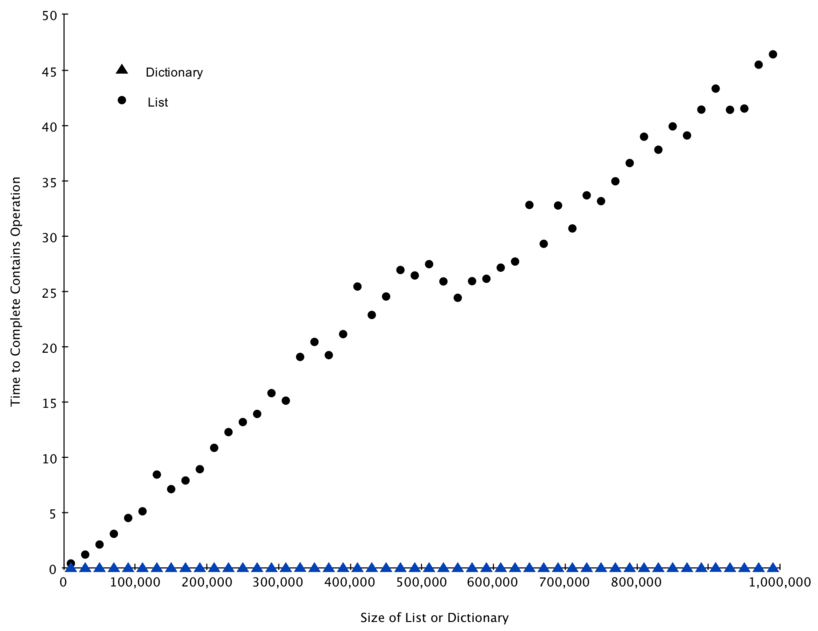 50
45
40
35
30
25
20
15
10
5
0
Dictionary
List
Time to Complete Contains Operation
0 100,000 200,000 300,000 400,000 500,000 600,000 700,000 800,000 1,000,000
Size of List or Dictionary